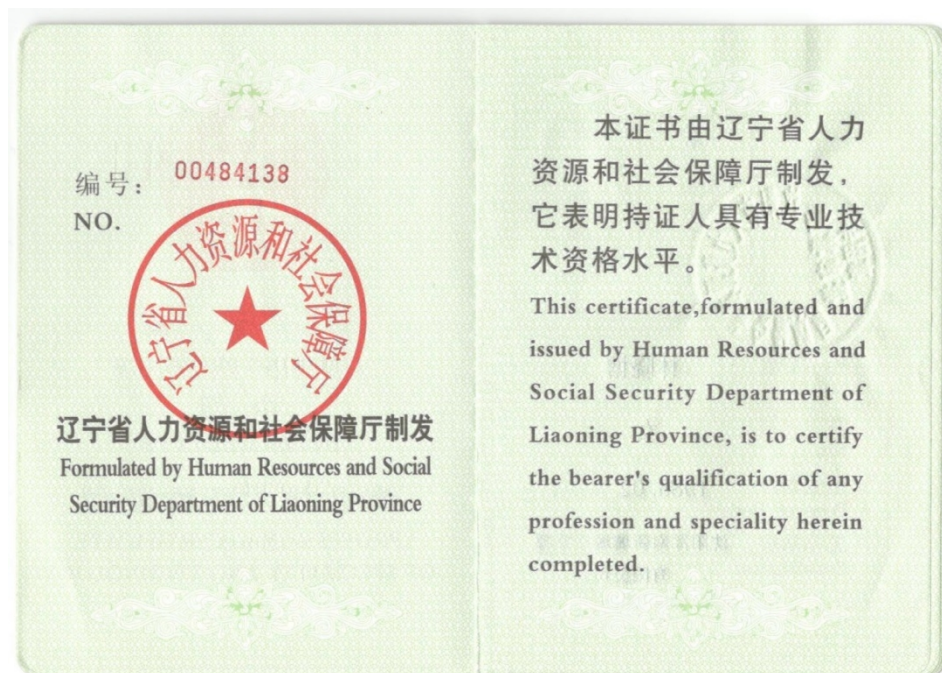 编号：
00484138
NO.
辽宁省人力资源和社会保障厅
辽宁省人力资源和社会保障厅制发
Formulated by Human Resources and Social
Security Department of Liaoning Province
本证书由辽宁省人力
资源和社会保障厅制发，
它表明持证人具有专业技
术资格水平。
This certificate,formulated and
issued by Human Resources and
Social Security Department of
Liaoning Province, is to certify
the bearer's qualification of any
profession and speciality herein
completed.